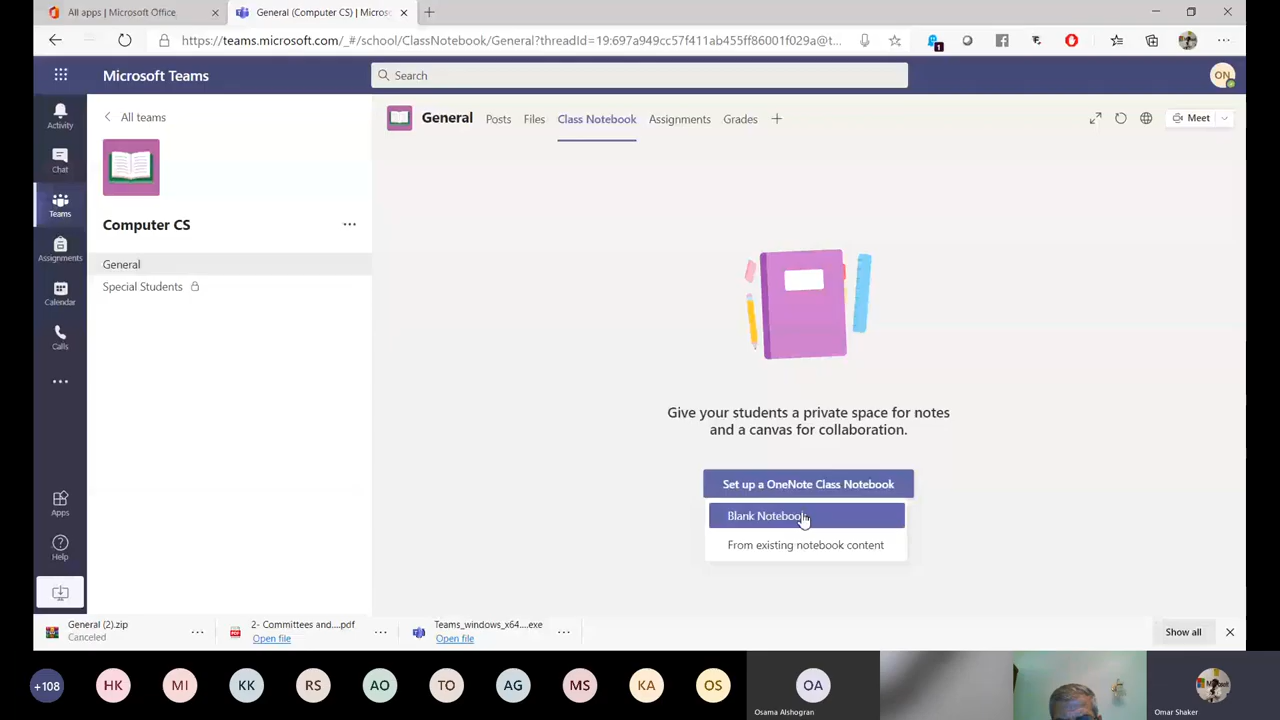 All apps | Microsoft Office
General (Computer CS) | Micros
https://teams.microsoft.com/_#/school/ClassNotebook/General?threadId=19:697a949cc57f411ab455ff86001f029a@t...
1
Microsoft Teams
Search
ON
Activity
Chat
Teams
Assignments
Calendar
Calls
Apps
Help
All teams
Computer CS
General
Special Students
General
Posts
Files
Class Notebook
Assignments
Grades
Meet
Give your students a private space for notes
and a canvas for collaboration.
Set up a OneNote Class Notebook
Blank Notebook
From existing notebook content
General (2).zip
Canceled
2- Committees and....pdf
Open file
Teams_windows_x64....exe
Open file
Show all
+108
HK
MI
KK
RS
AO
TO
AG
MS
KA
OS
OA
Osama Alshogran
Omar Shaker